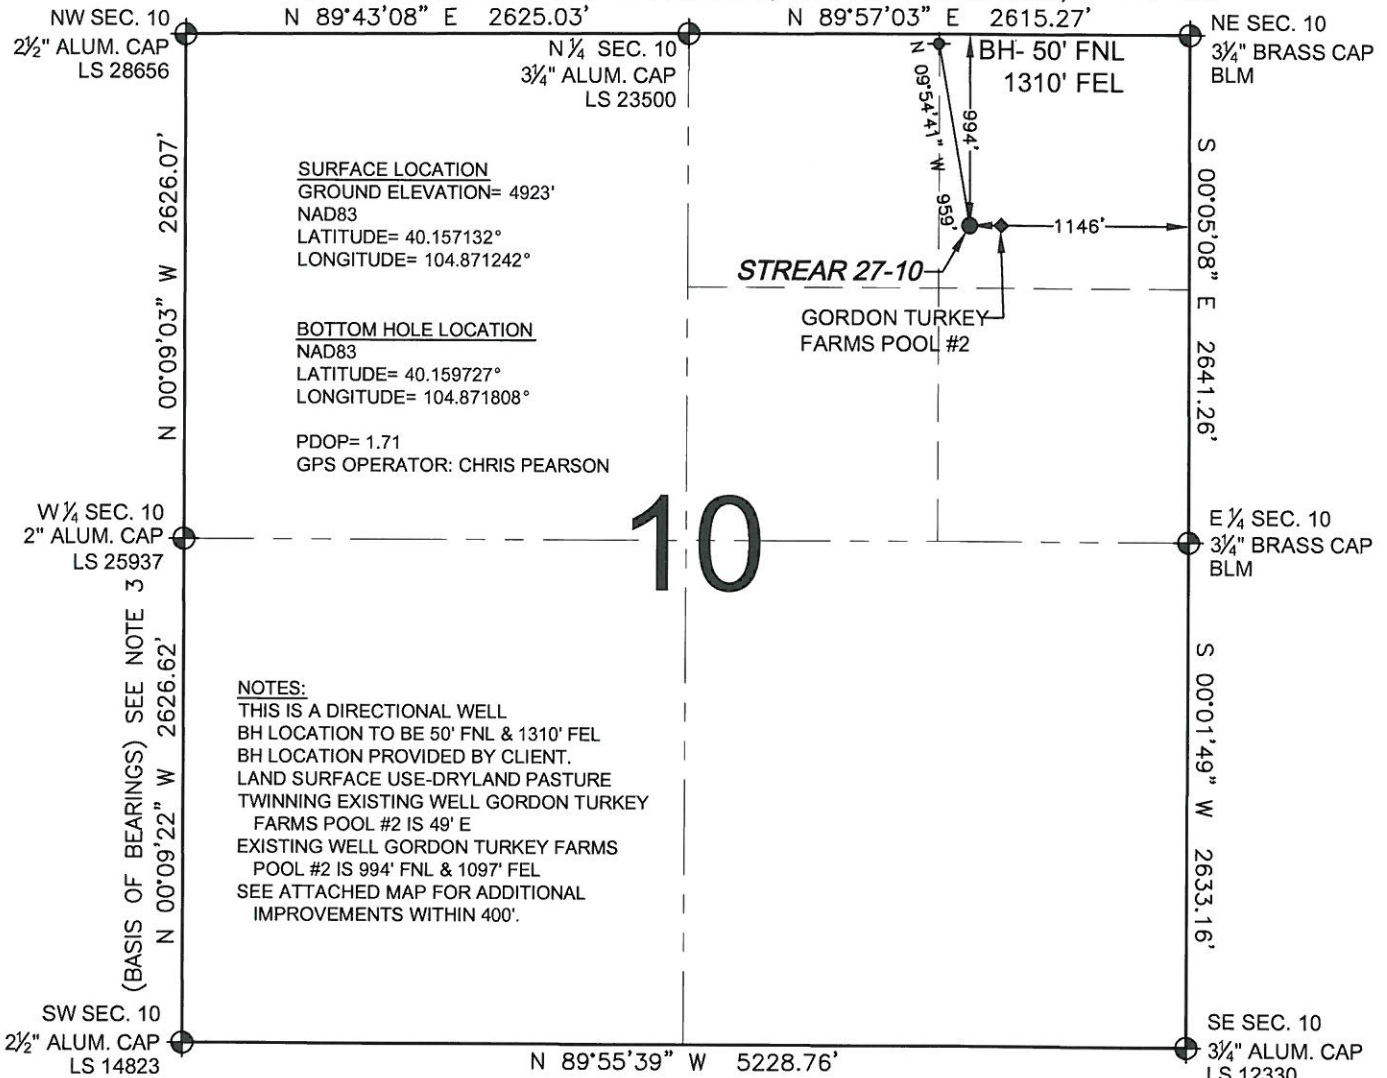 N 89°43'08" E 2625.03'
N 89°57'03" E 2615.27'
NW SEC. 10
2½" ALUM. CAP
LS 28656
N ¼ SEC. 10
3¼" ALUM. CAP
LS 23500
BH- 50' FNL
1310' FEL
NE SEC. 10
3¼" BRASS CAP
BLM
N 09°54'41" W 959'
994'
1146'
STREAR 27-10
GORDON TURKEY
FARMS POOL #2
N 00°09'03" W 2626.07'
S 00°05'08" E 2641.26'
SURFACE LOCATION
GROUND ELEVATION= 4923'
NAD83
LATITUDE= 40.157132°
LONGITUDE= 104.871242°
BOTTOM HOLE LOCATION
NAD83
LATITUDE= 40.159727°
LONGITUDE= 104.871808°
PDOP= 1.71
GPS OPERATOR: CHRIS PEARSON
W ¼ SEC. 10
2" ALUM. CAP
LS 25937
10
E ¼ SEC. 10
3¼" BRASS CAP
BLM
(BASIS OF BEARINGS) SEE NOTE 3
N 00°09'22" W 2626.62'
S 00°01'49" W 2633.16'
NOTES:
THIS IS A DIRECTIONAL WELL
BH LOCATION TO BE 50' FNL & 1310' FEL
BH LOCATION PROVIDED BY CLIENT.
LAND SURFACE USE-DRYLAND PASTURE
TWINNING EXISTING WELL GORDON TURKEY
FARMS POOL #2 IS 49' E
EXISTING WELL GORDON TURKEY FARMS
POOL #2 IS 994' FNL & 1097' FEL
SEE ATTACHED MAP FOR ADDITIONAL
IMPROVEMENTS WITHIN 400'.
SW SEC. 10
2½" ALUM. CAP
LS 14823
N 89°55'39" W 5228.76'
SE SEC. 10
3¼" ALUM. CAP
LS 12330